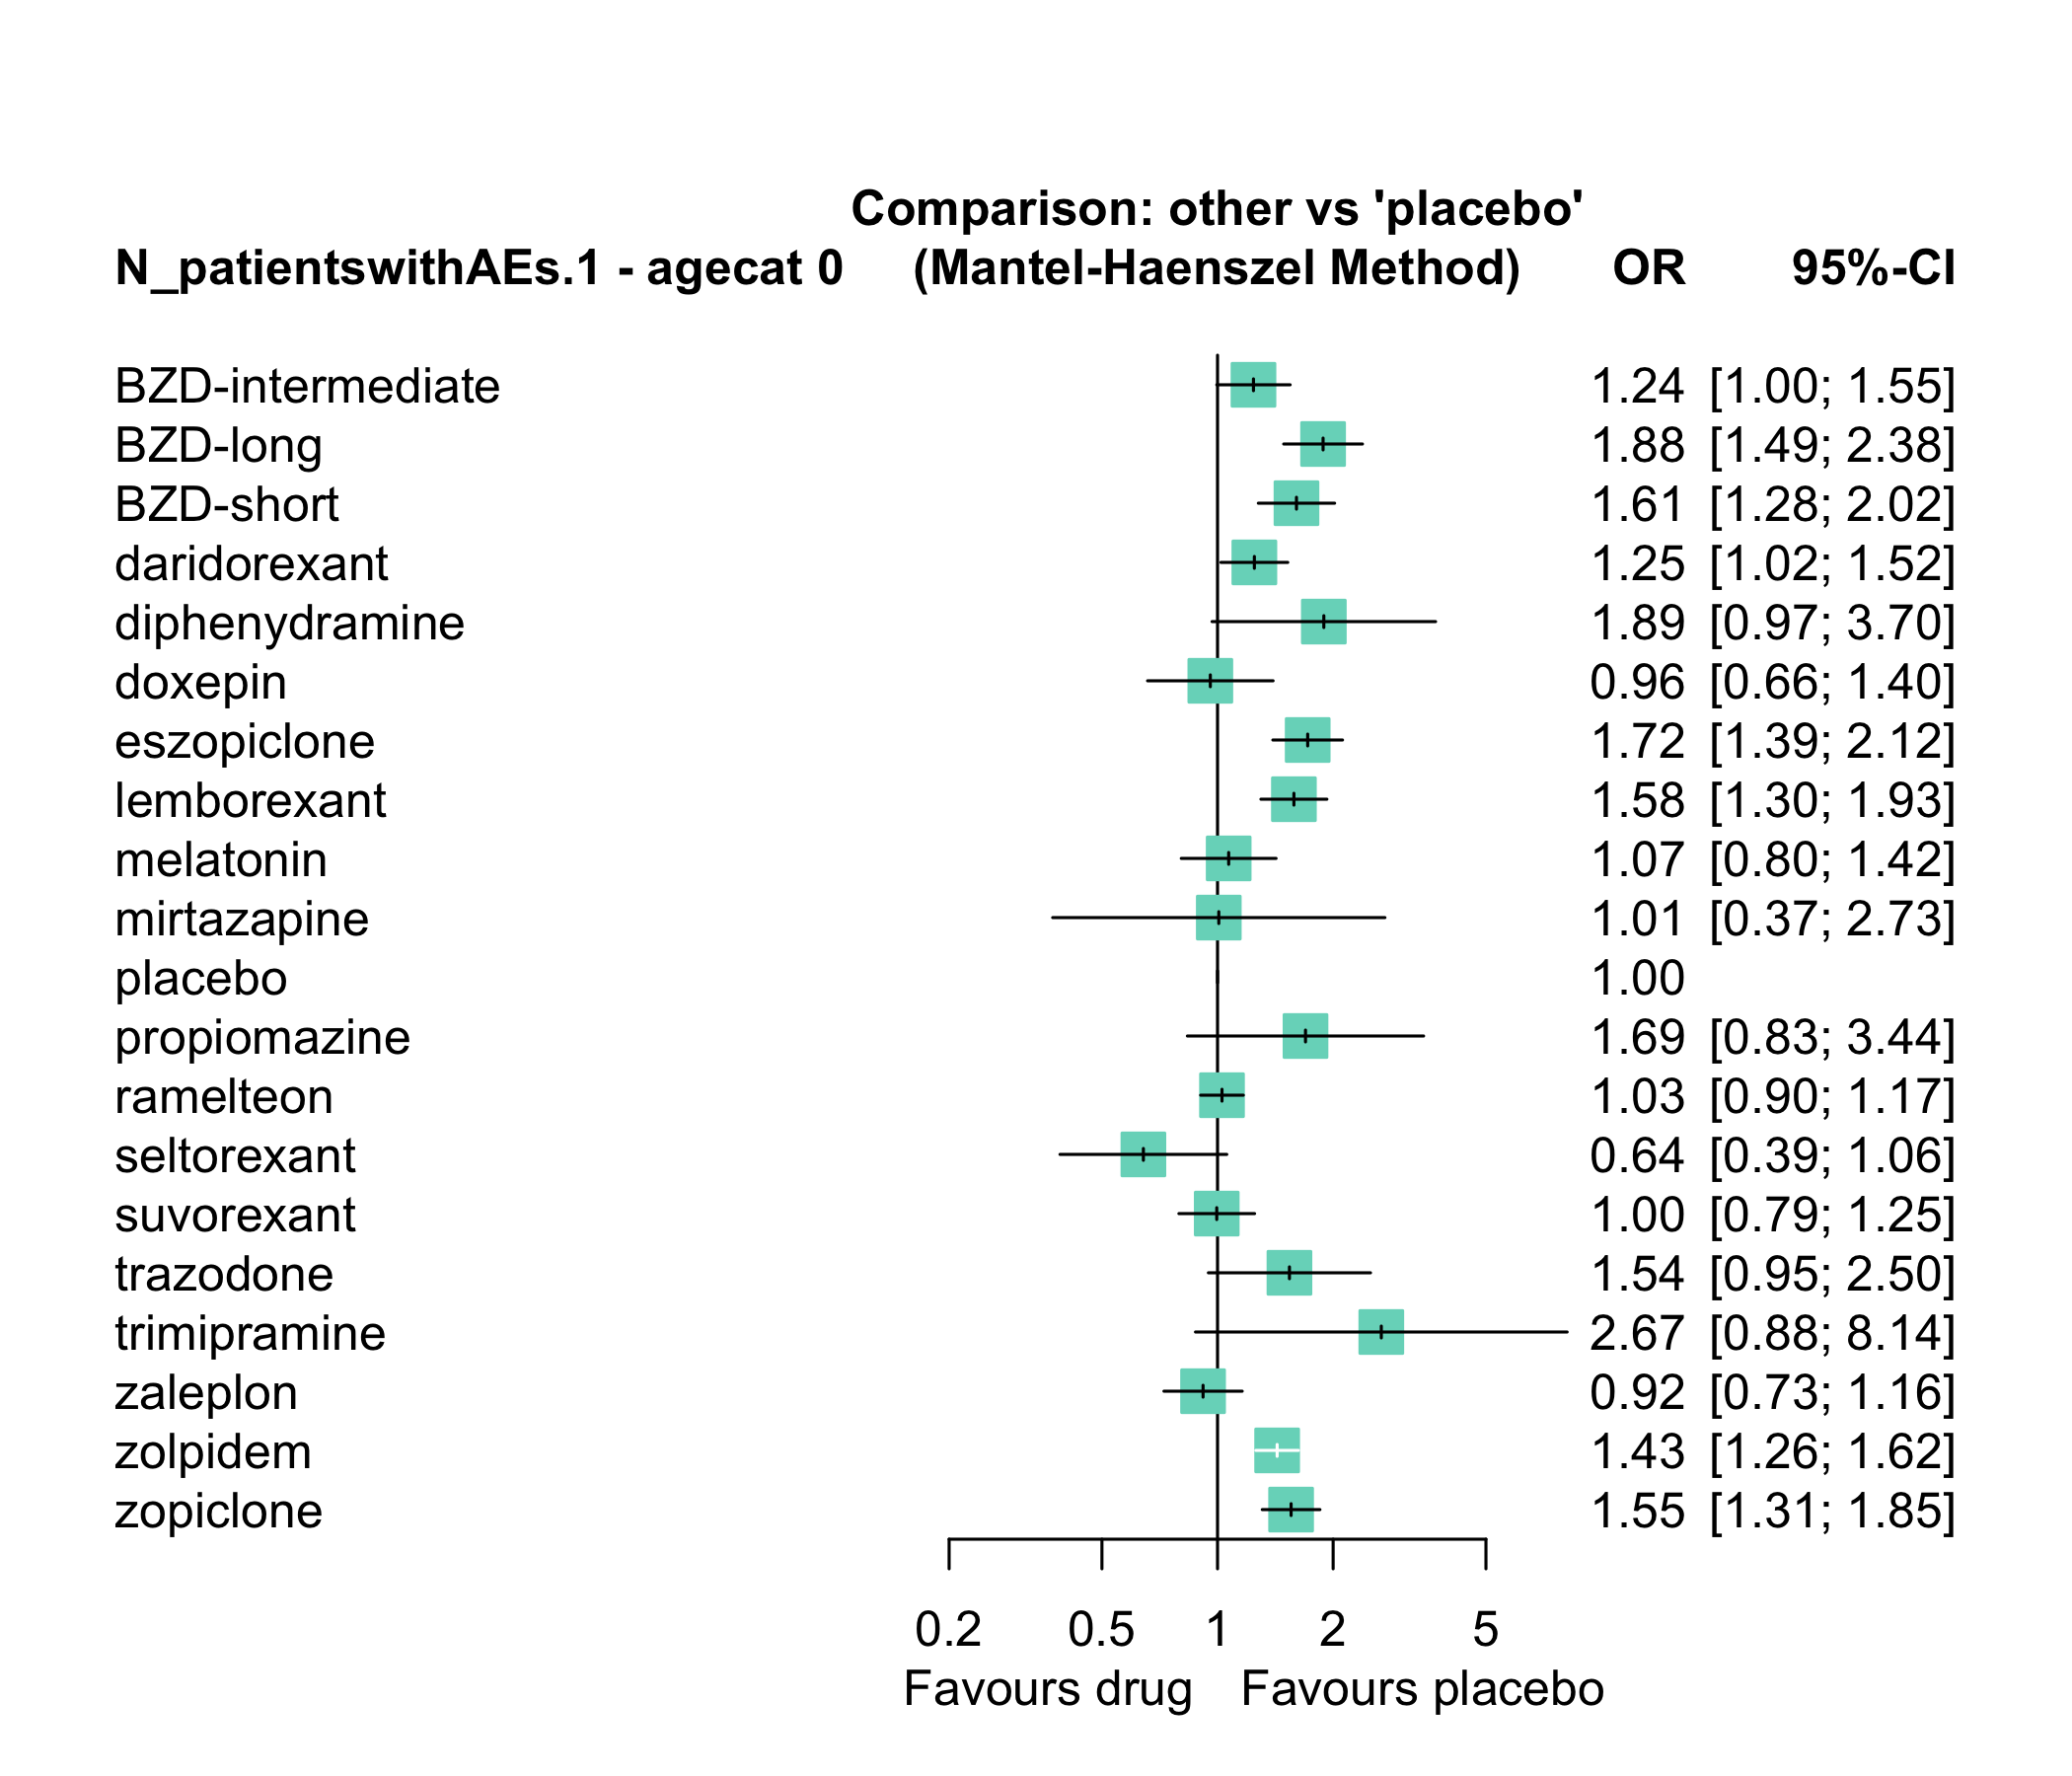 Comparison: other vs 'placebo'
N_patientswithAEs.1 - agecat 0 (Mantel-Haenszel Method) OR 95%-CI
BZD-intermediate 1.24 [1.00; 1.55]
BZD-long 1.88 [1.49; 2.38]
BZD-short 1.61 [1.28; 2.02]
daridorexant 1.25 [1.02; 1.52]
diphenydramine 1.89 [0.97; 3.70]
doxepin 0.96 [0.66; 1.40]
eszopiclone 1.72 [1.39; 2.12]
lemborexant 1.58 [1.30; 1.93]
melatonin 1.07 [0.80; 1.42]
mirtazapine 1.01 [0.37; 2.73]
placebo 1.00
propiomazine 1.69 [0.83; 3.44]
ramelteon 1.03 [0.90; 1.17]
seltorexant 0.64 [0.39; 1.06]
suvorexant 1.00 [0.79; 1.25]
trazodone 1.54 [0.95; 2.50]
trimipramine 2.67 [0.88; 8.14]
zaleplon 0.92 [0.73; 1.16]
zolpidem 1.43 [1.26; 1.62]
zopiclone 1.55 [1.31; 1.85]
0.2 0.5 1 2 5
Favours drug Favours placebo